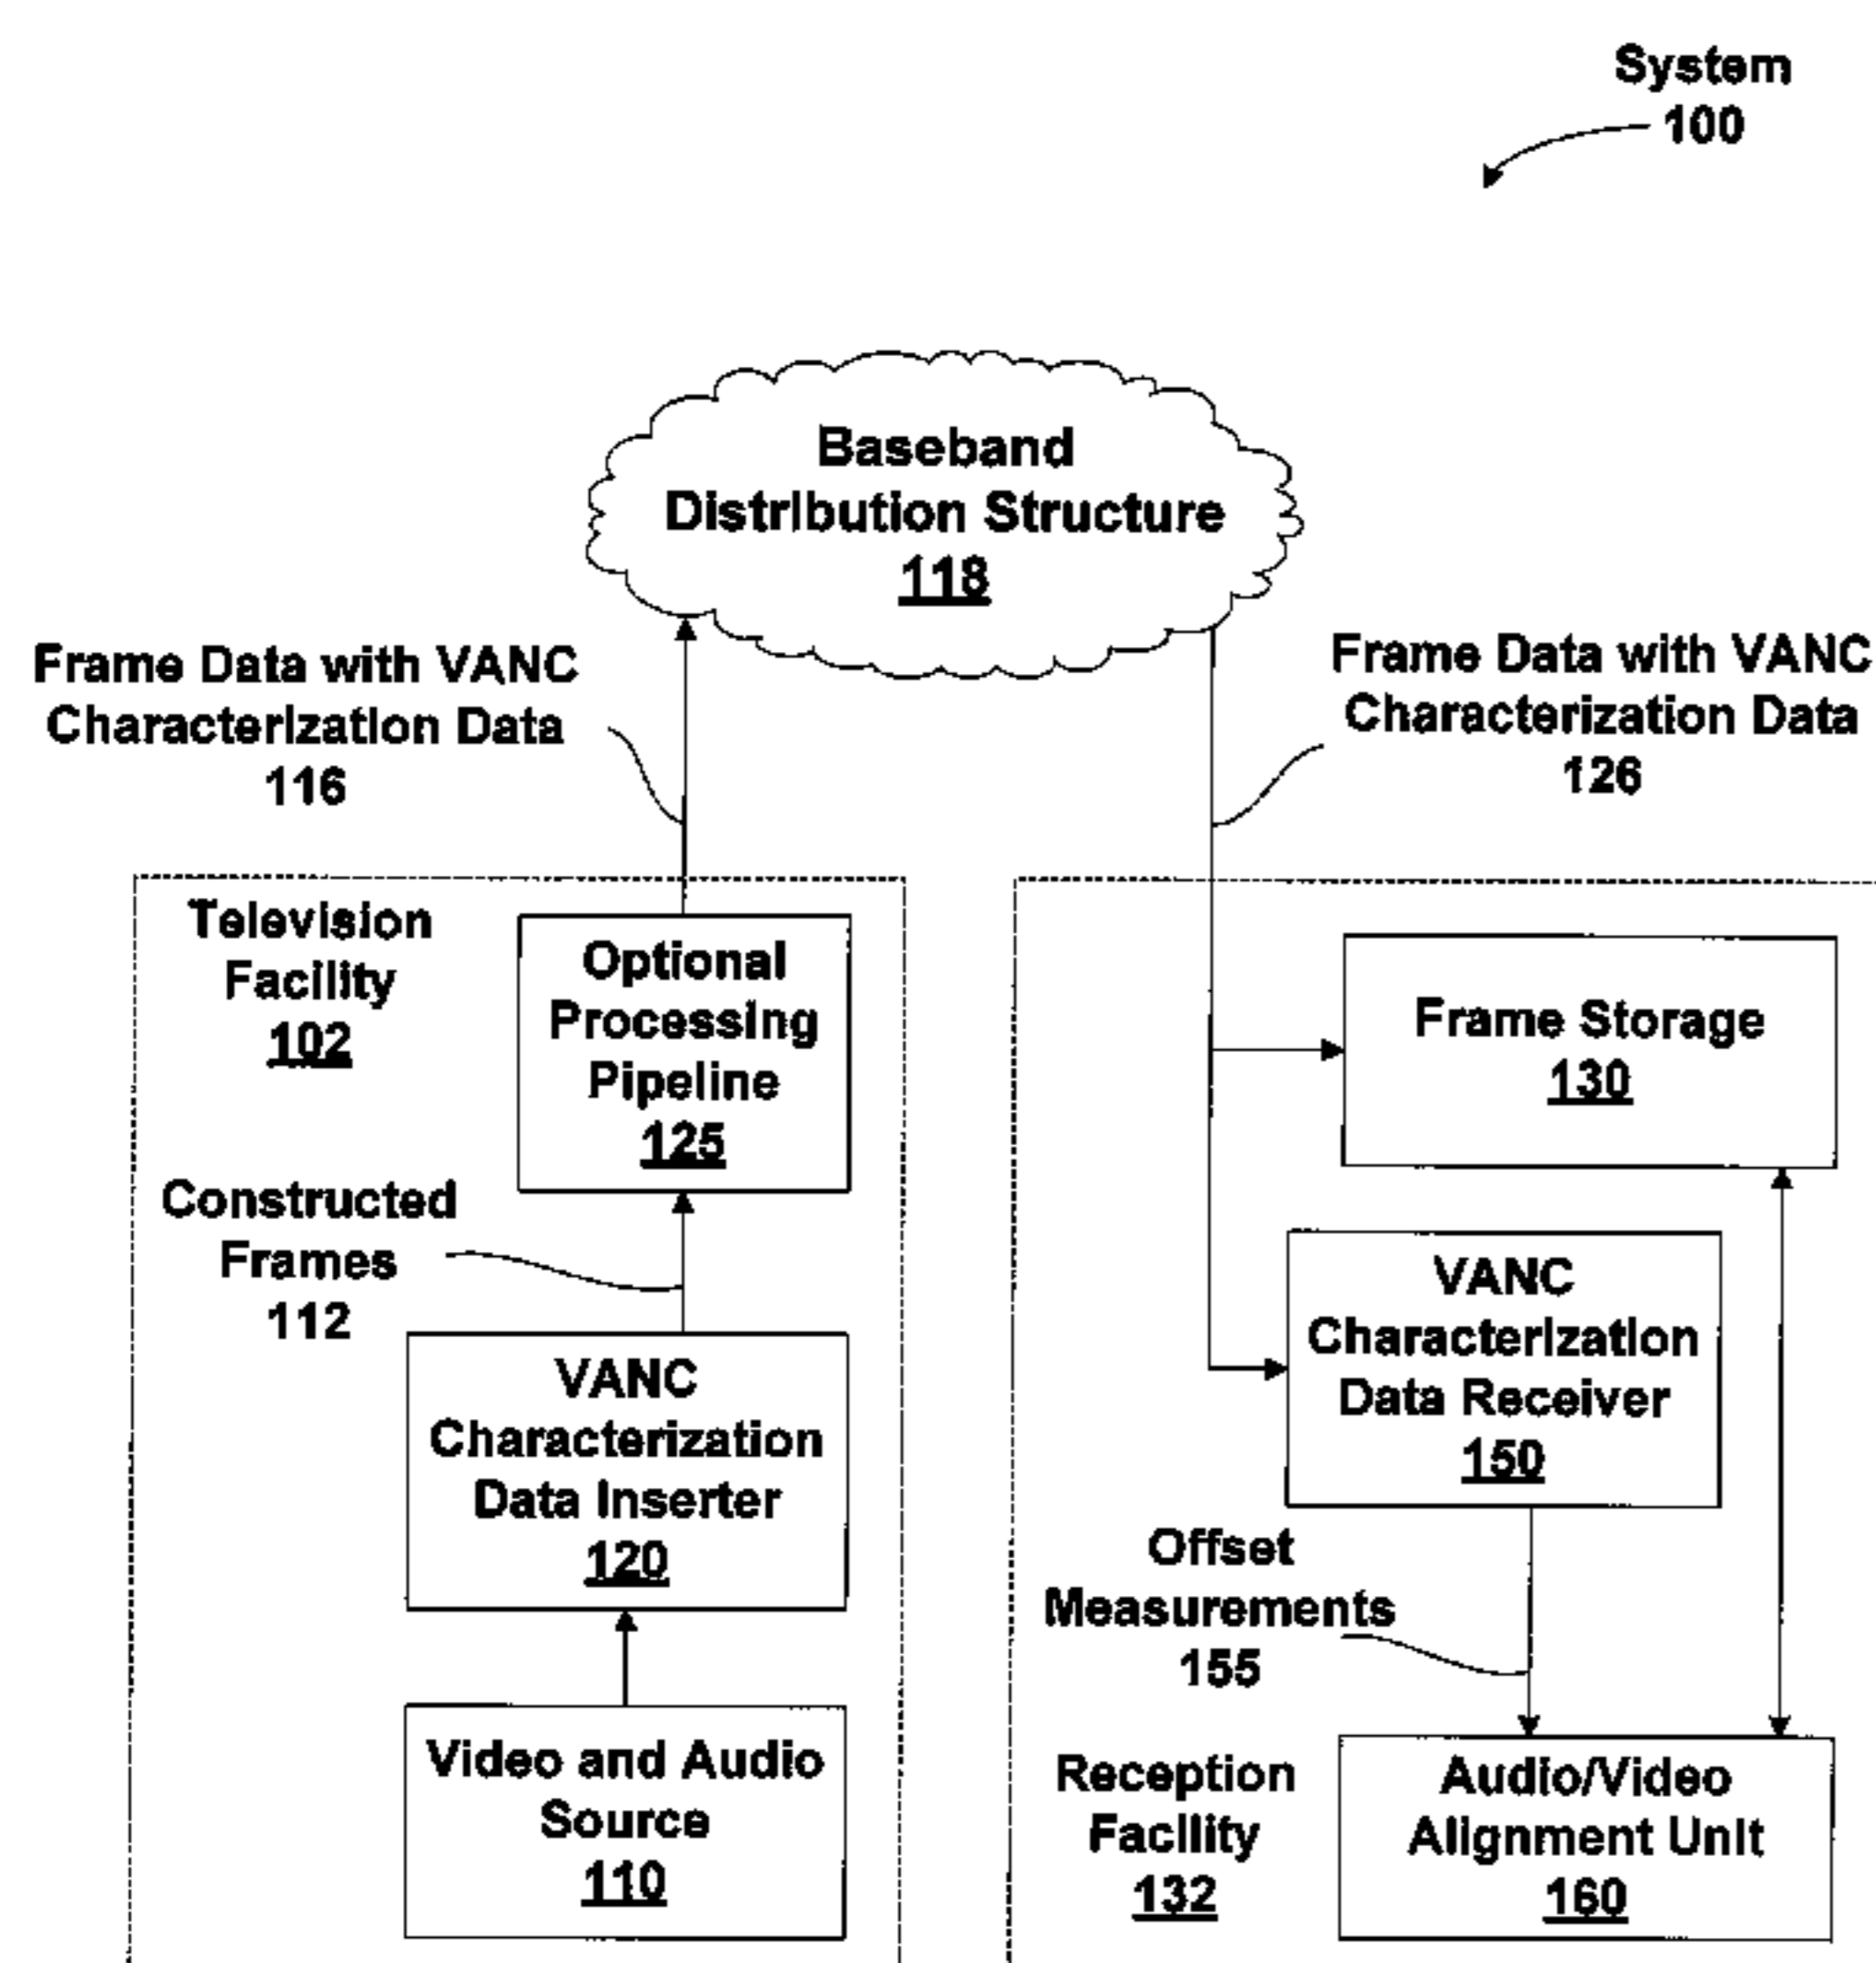 System
100
Baseband
Distribution Structure
118
Frame Data with VANC
Characterization Data
116
Frame Data with VANC
Characterization Data
126
Television
Facility
102
Optional
Processing
Pipeline
125
Constructed
Frames
112
VANC
Characterization
Data Inserter
120
Video and Audio
Source
110
Frame Storage
130
VANC
Characterization
Data Receiver
150
Offset
Measurements
155
Reception
Facility
132
Audio/Video
Alignment Unit
160